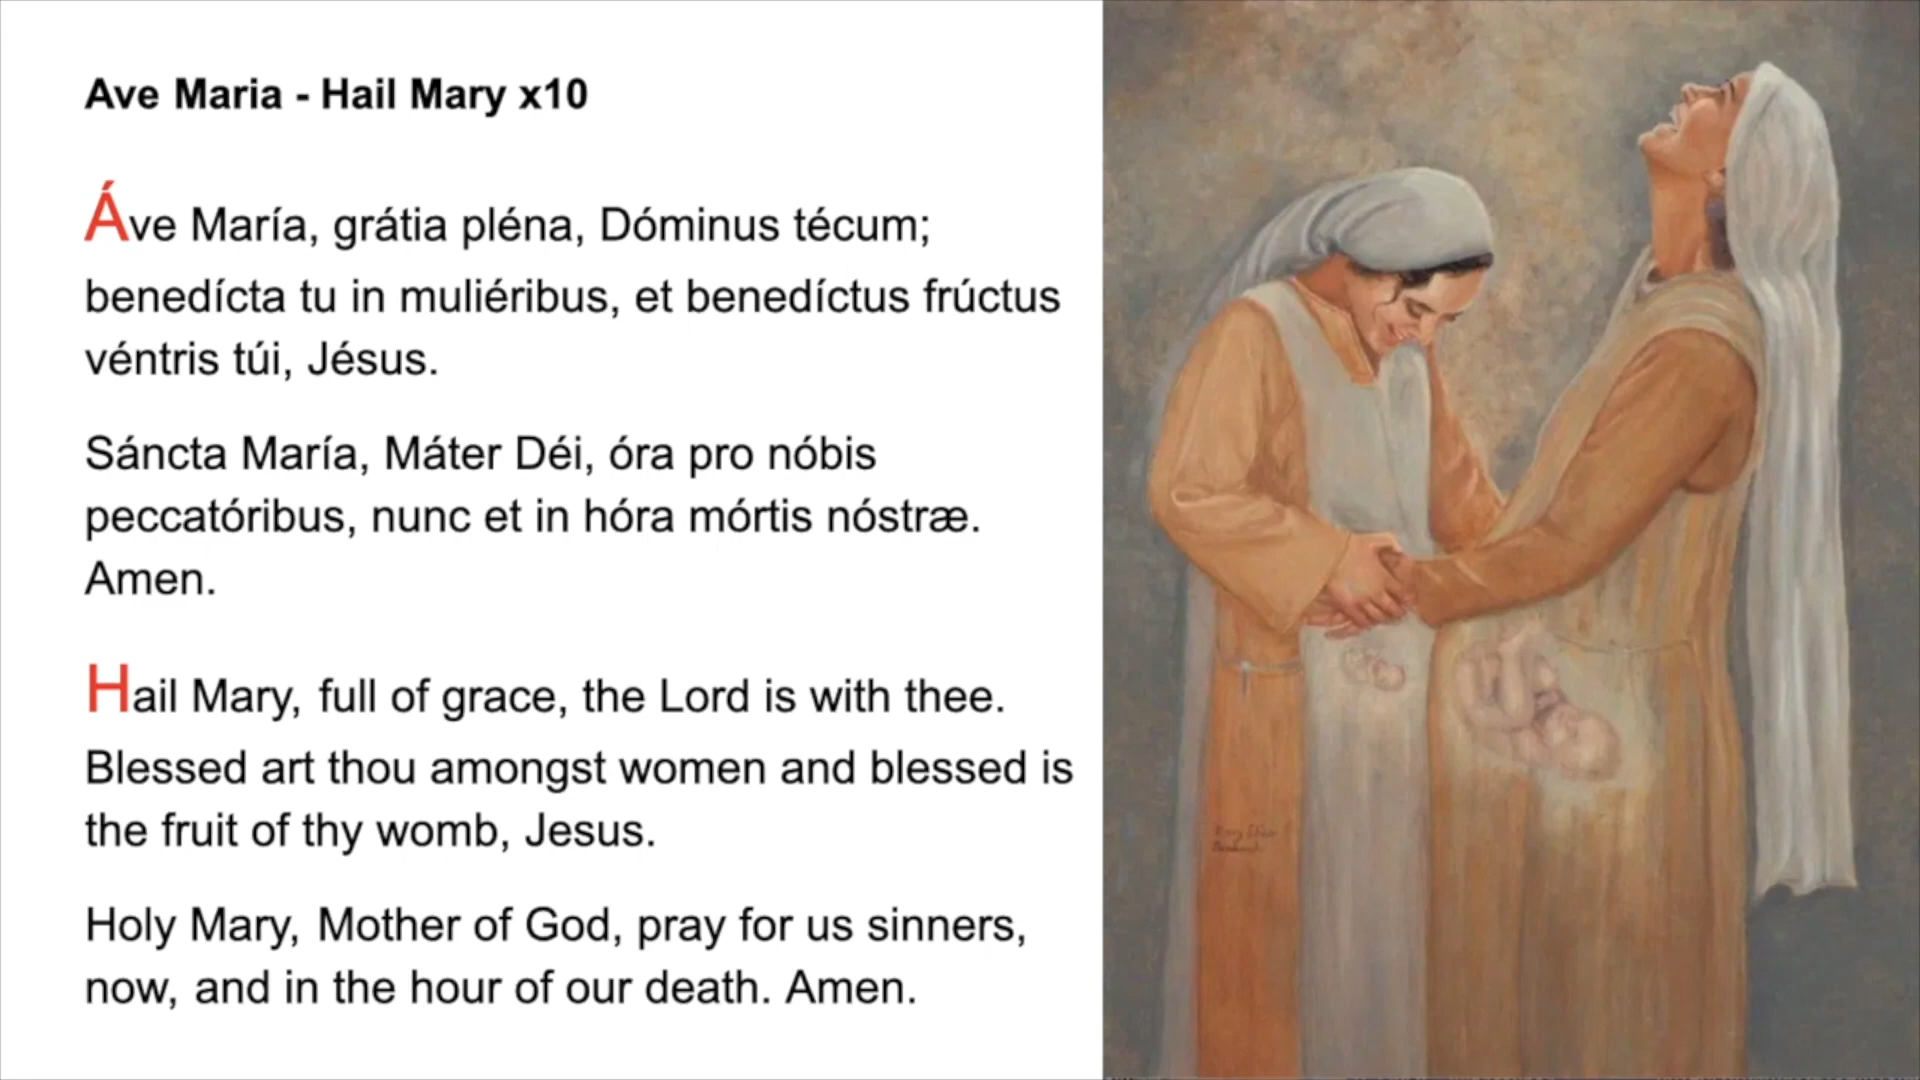 Ave Maria - Hail Mary x10
Áve María, grátia pléna, Dóminus técum;
benedícta tu in muliéribus, et benedíctus frúctus
véntris túi, Jésus.
Sáncta María, Máter Déi, óra pro nóbis
peccatóribus, nunc et in hóra mórtis nóstræ.
Amen.
Hail Mary, full of grace, the Lord is with thee.
Blessed art thou amongst women and blessed is
the fruit of thy womb, Jesus.
Holy Mary, Mother of God, pray for us sinners,
now, and in the hour of our death. Amen.